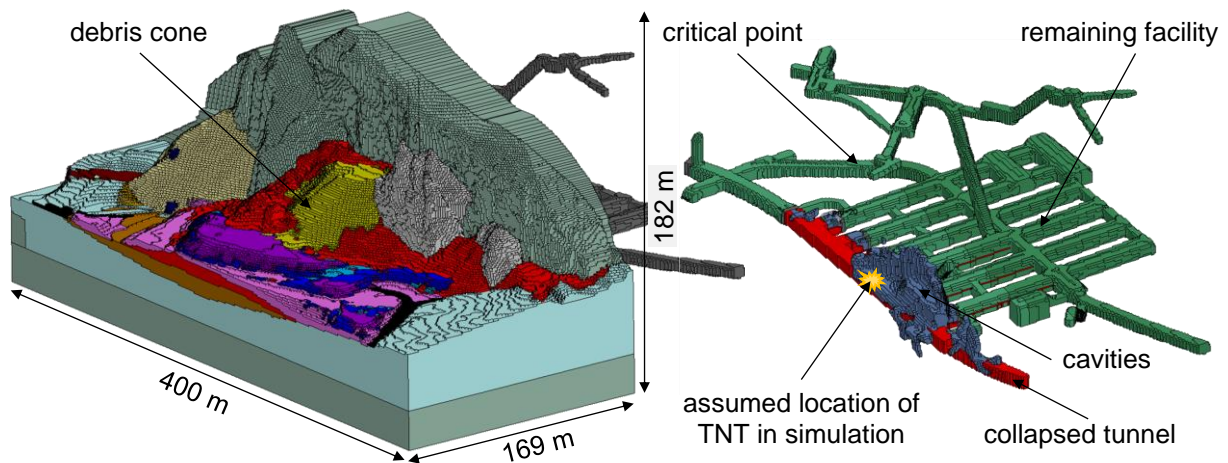 debris cone
critical point
remaining facility
182 m
400 m
169 m
cavities
assumed location of
TNT in simulation
collapsed tunnel